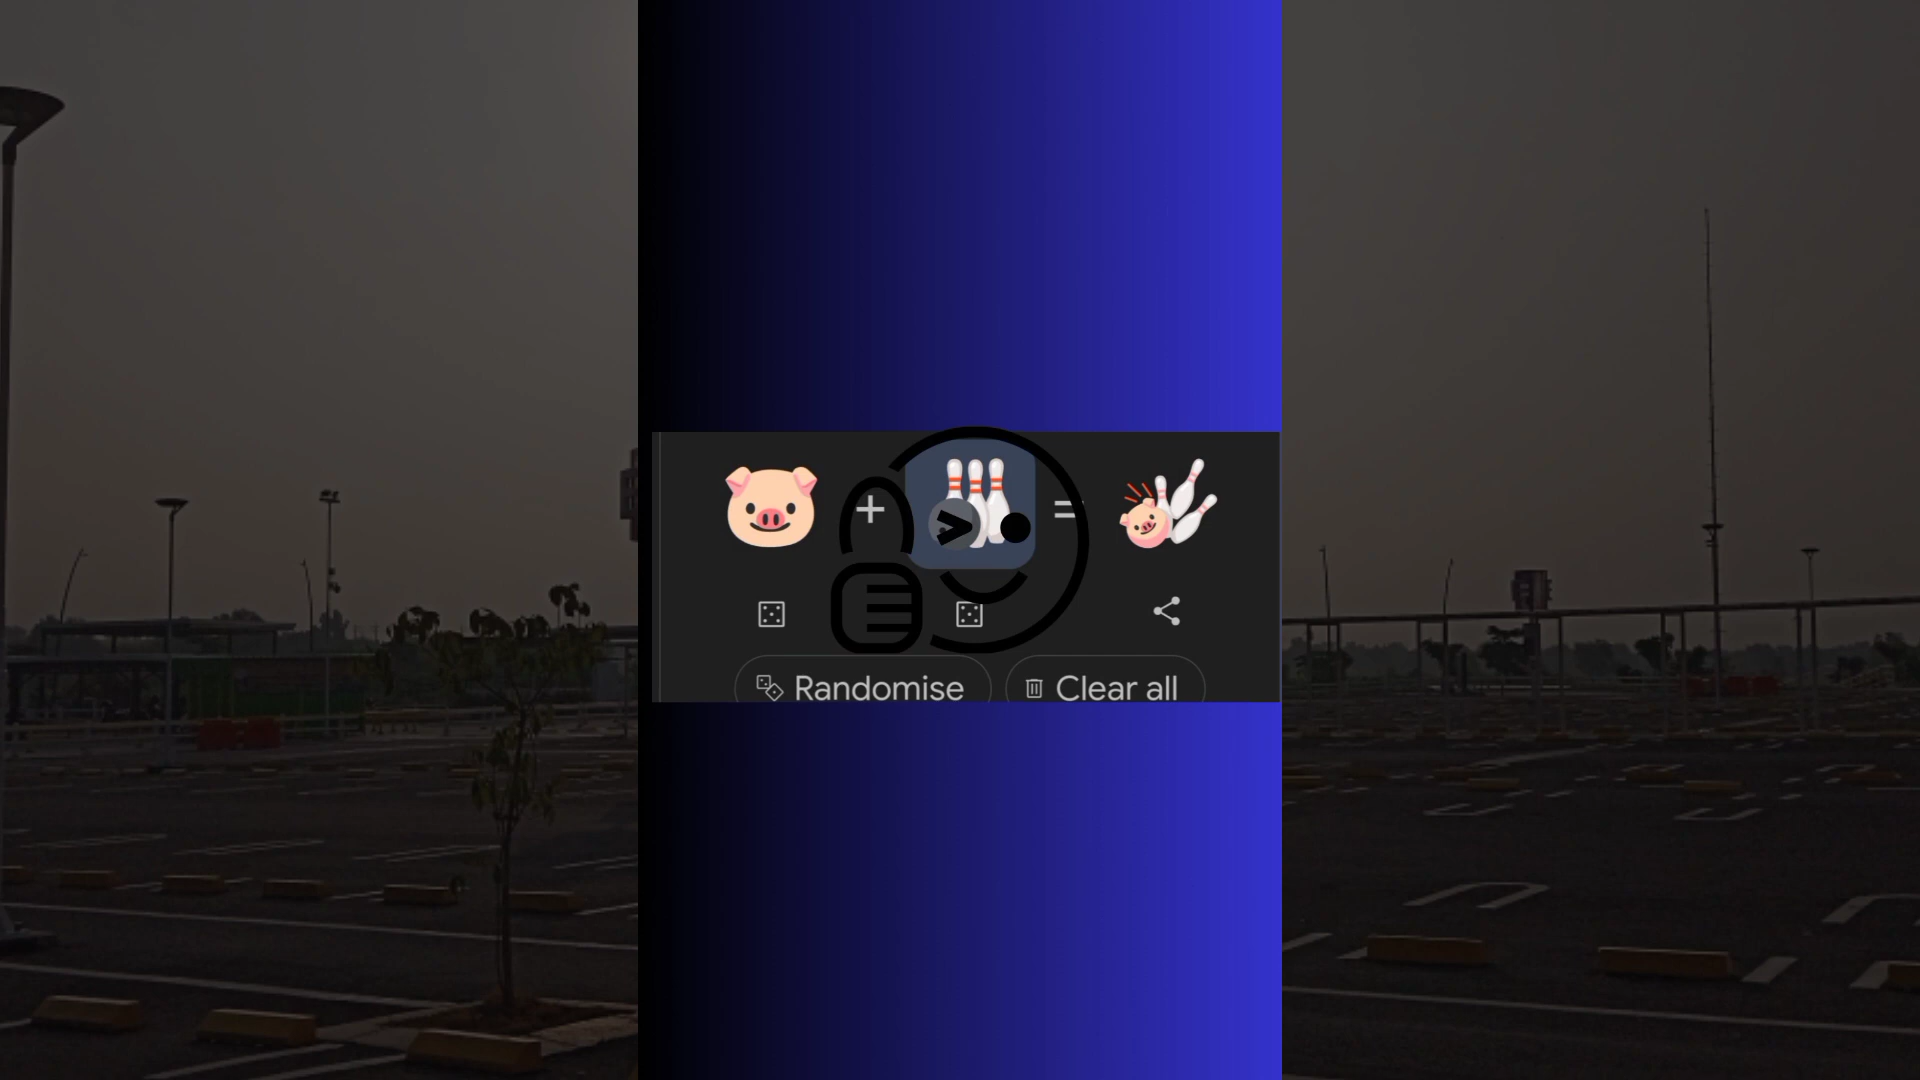 + =
Randomise Clear all